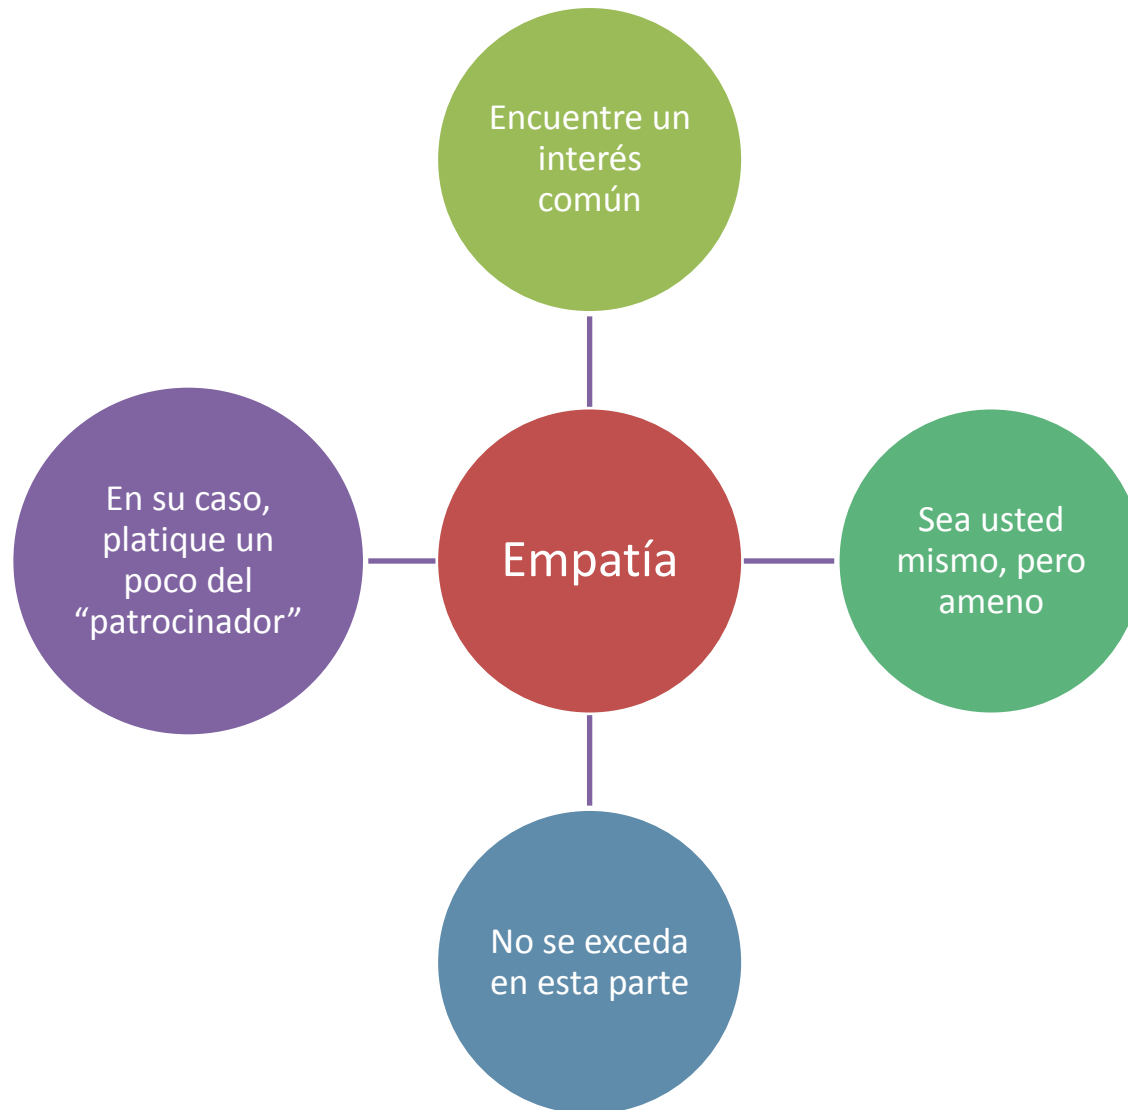 Encuentre un
interés
común
En su caso,
platique un
poco del
“patrocinador”
Empatía
Sea usted
mismo, pero
ameno
No se exceda
en esta parte